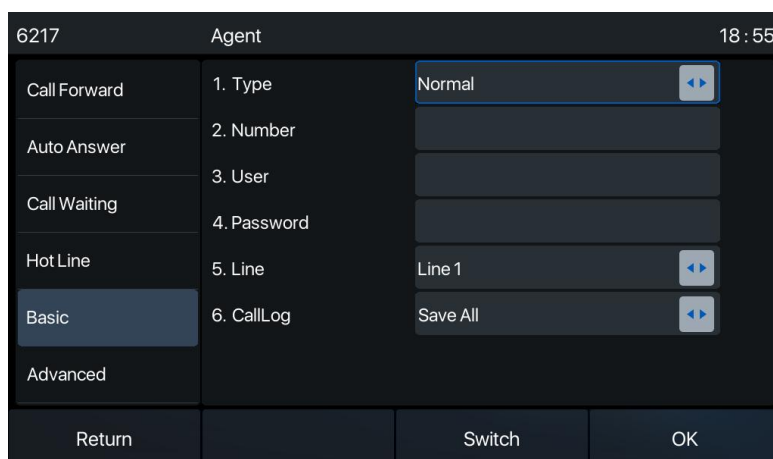 6217 Agent 18:55
Call Forward
Auto Answer
Call Waiting
Hot Line
Basic
Advanced
1. Type Normal
2. Number
3. User
4. Password
5. Line Line 1
6. CallLog Save All
Return Switch OK